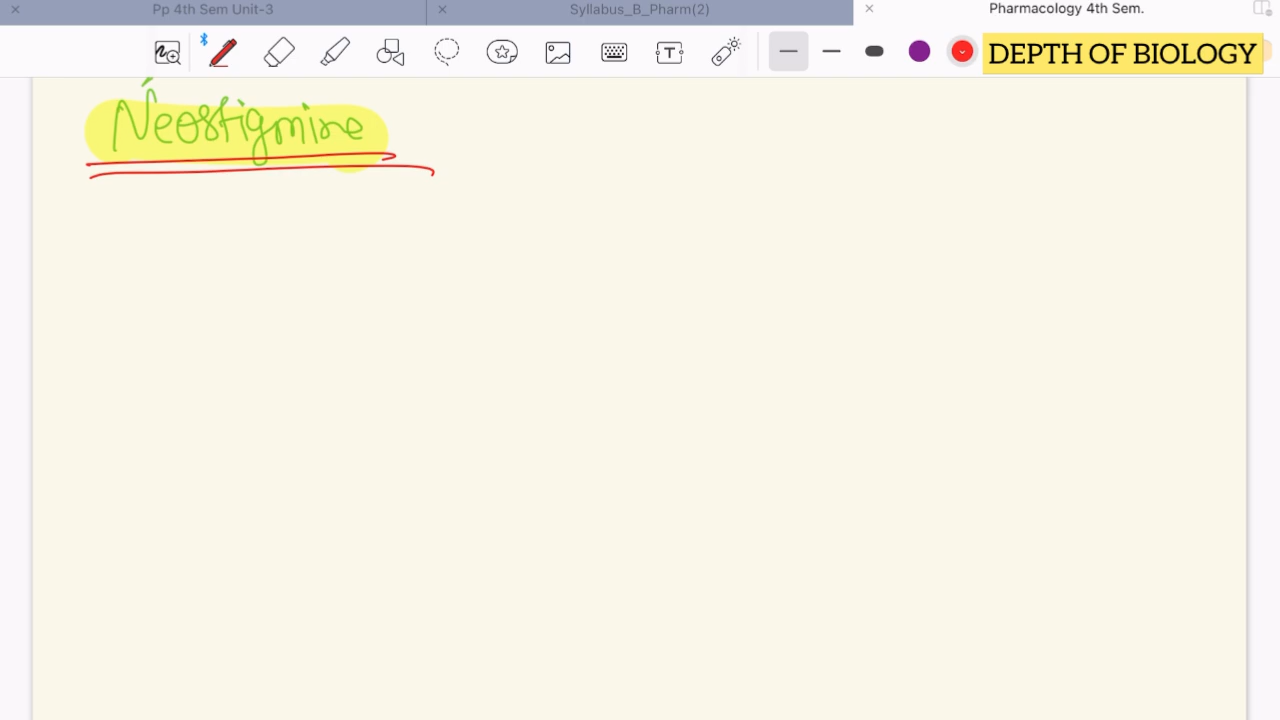 Pp 4th Sem Unit-3
Syllabus_B_Pharm(2)
Pharmacology 4th Sem.
T
DEPTH OF BIOLOGY
Neostigmine